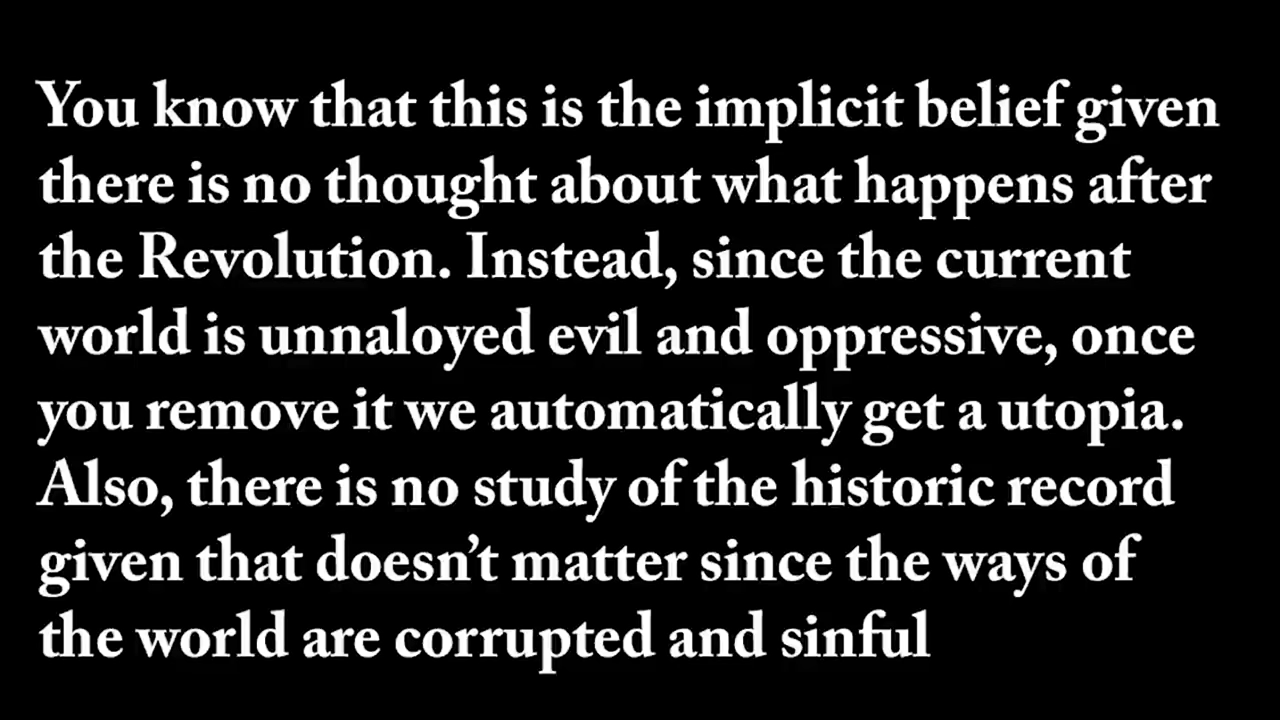 You know that this is the implicit belief given
there is no thought about what happens after
the Revolution. Instead, since the current
world is unnaloyed evil and oppressive, once
you remove it we automatically get a utopia.
Also, there is no study of the historic record
given that doesn’t matter since the ways of
the world are corrupted and sinful